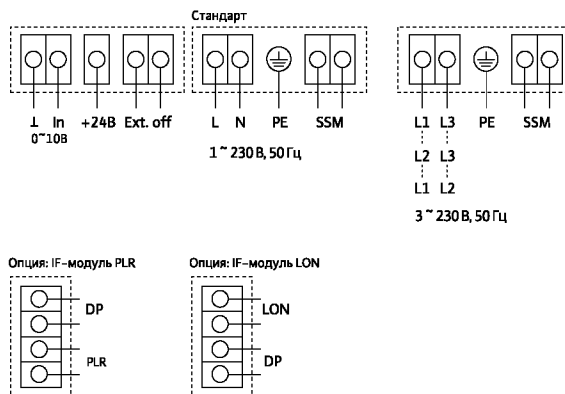 Стандарт
⊥ In +24В Ext. off L N PE SSM L1 L3 PE SSM
0~10В
1 ~ 230 В, 50 Гц
L2 L3
L1 L2
3 ~ 230 В, 50 Гц
Опция: IF-модуль PLR Опция: IF-модуль LON
DP LON
PLR DP